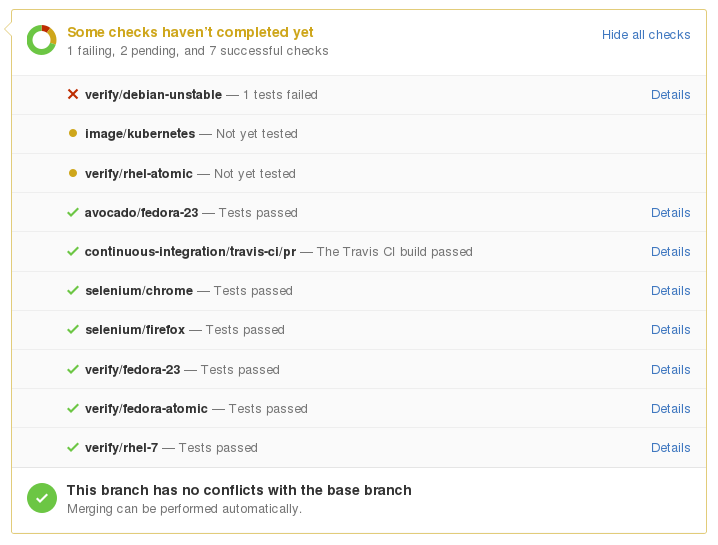 Some checks haven't completed yet
Hide all checks
1 failing, 2 pending, and 7 successful checks
verify/debian-unstable — 1 tests failed Details
image/kubernetes — Not yet tested
verify/rhel-atomic — Not yet tested
avocado/fedora-23 — Tests passed Details
continuous-integration/travis-ci/pr — The Travis CI build passed Details
selenium/chrome — Tests passed Details
selenium/firefox — Tests passed Details
verify/fedora-23 — Tests passed Details
verify/fedora-atomic — Tests passed Details
verify/rhel-7 — Tests passed Details
This branch has no conflicts with the base branch
Merging can be performed automatically.